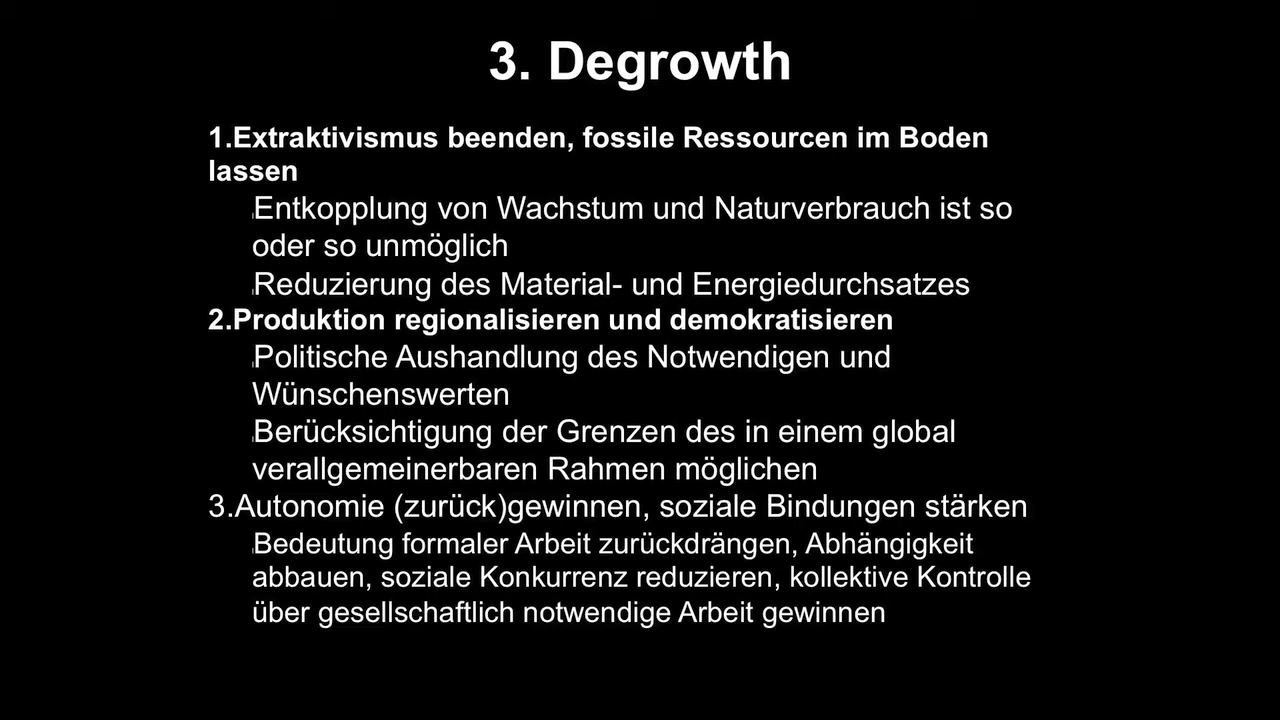 3. Degrowth
1.Extraktivismus beenden, fossile Ressourcen im Boden
lassen
Entkopplung von Wachstum und Naturverbrauch ist so
oder so unmöglich
Reduzierung des Material- und Energiedurchsatzes
2.Produktion regionalisieren und demokratisieren
Politische Aushandlung des Notwendigen und
Wünschenswerten
Berücksichtigung der Grenzen des in einem global
verallgemeinerbaren Rahmen möglichen
3.Autonomie (zurück)gewinnen, soziale Bindungen stärken
Bedeutung formaler Arbeit zurückdrängen, Abhängigkeit
abbauen, soziale Konkurrenz reduzieren, kollektive Kontrolle
über gesellschaftlich notwendige Arbeit gewinnen